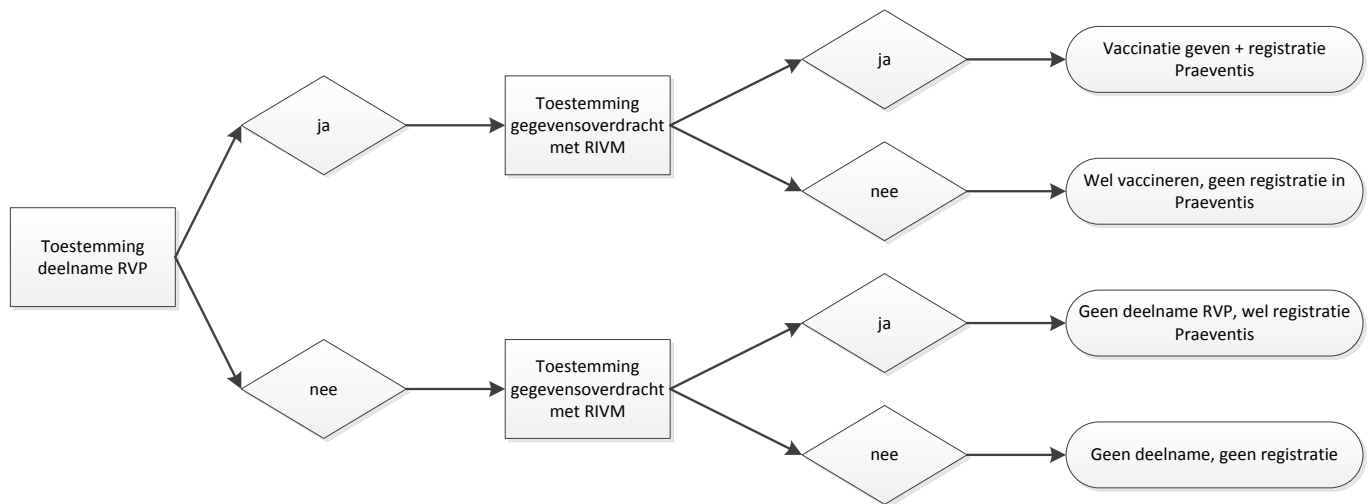 Toestemming
deelname RVP
ja
Toestemming
gegevensoverdracht
met RIVM
ja
Vaccinatie geven + registratie
Praeventis
nee
Wel vaccineren, geen registratie in
Praeventis
nee
Toestemming
gegevensoverdracht
met RIVM
ja
Geen deelname RVP, wel registratie
Praeventis
nee
Geen deelname, geen registratie